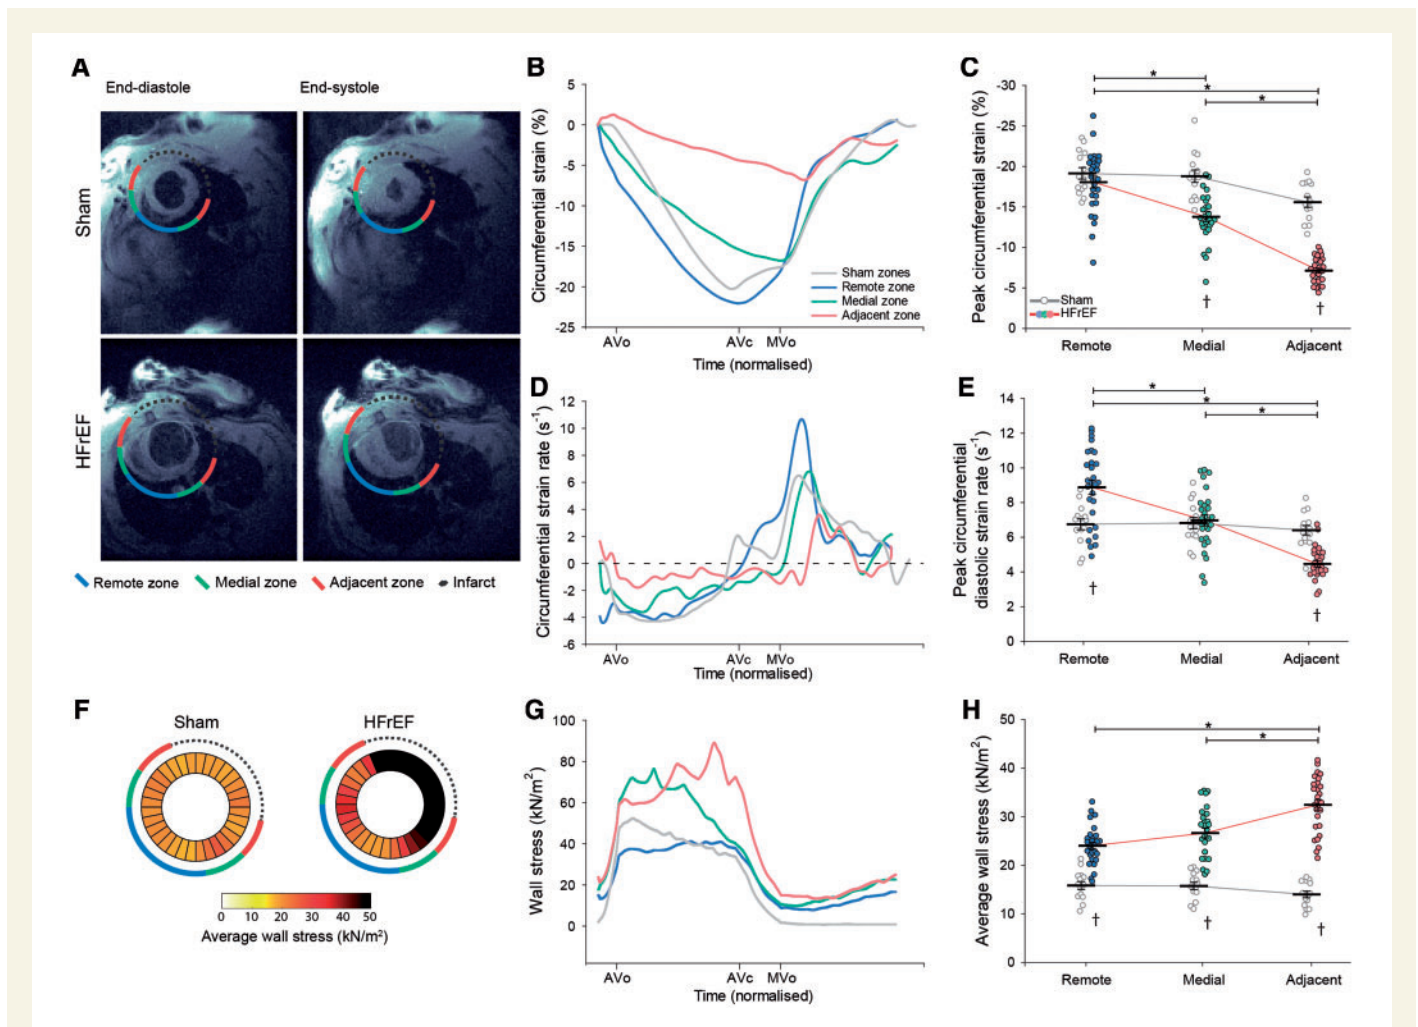 A
End-diastole
End-systole
Sham
HFrEF
Remote zone
Medial zone
Adjacent zone
Infarct
B
Circumferential strain (%)
5
0
-5
-10
-15
-20
-25
Sham zones
Remote zone
Medial zone
Adjacent zone
AVo
AVc
MVo
Time (normalised)
C
Peak circumferential strain (%)
-30
-20
-15
-10
-5
0
*
*
*
Sham
HFrEF
†
†
Remote
Medial
Adjacent
D
Circumferential strain rate (s-1)
12
10
8
6
4
2
0
-2
-4
-6
AVo
AVc
MVo
Time (normalised)
E
Peak circumferential
diastolic strain rate (s-1)
14
12
10
8
6
4
2
0
*
*
*
†
†
Remote
Medial
Adjacent
F
Sham
HFrEF
0 10 20 30 40 50
Average wall stress (kN/m2)
G
Wall stress (kN/m2)
100
80
60
40
20
0
AVo
AVc
MVo
Time (normalised)
H
Average wall stress (kN/m2)
50
40
30
20
10
0
*
*
†
†
†
Remote
Medial
Adjacent